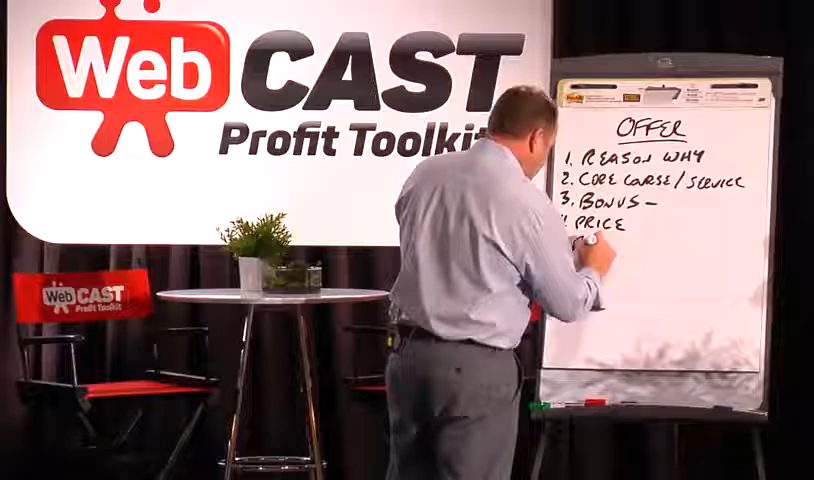 Web CAST
Profit Toolkit
OFFER
1. REASON WHY
2. CORE COURSE/SERVICE
3. BONUS-
4. PRICE
Web CAST
Profit Toolkit